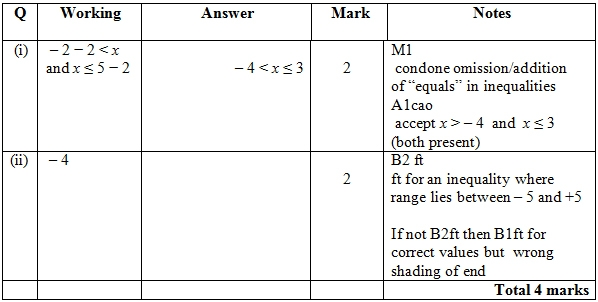 Q Working Answer Mark Notes
(i) – 2 – 2 < x
and x ≤ 5 – 2
– 4 < x ≤ 3
2
M1
condone omission/addition
of “equals” in inequalities
A1cao
accept x > – 4 and x ≤ 3
(both present)
(ii) – 4
2
B2 ft
ft for an inequality where
range lies between – 5 and +5
If not B2ft then B1ft for
correct values but wrong
shading of end
Total 4 marks